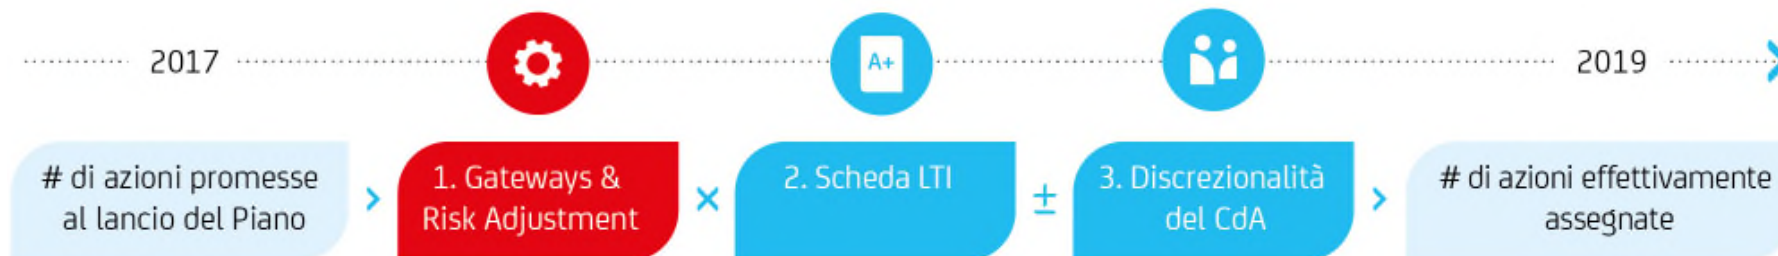 2017
A+
2019
# di azioni promesse
al lancio del Piano
>
1. Gateways &
Risk Adjustment
×
2. Scheda LTI
±
3. Discrezionalità
del CdA
>
# di azioni effettivamente
assegnate